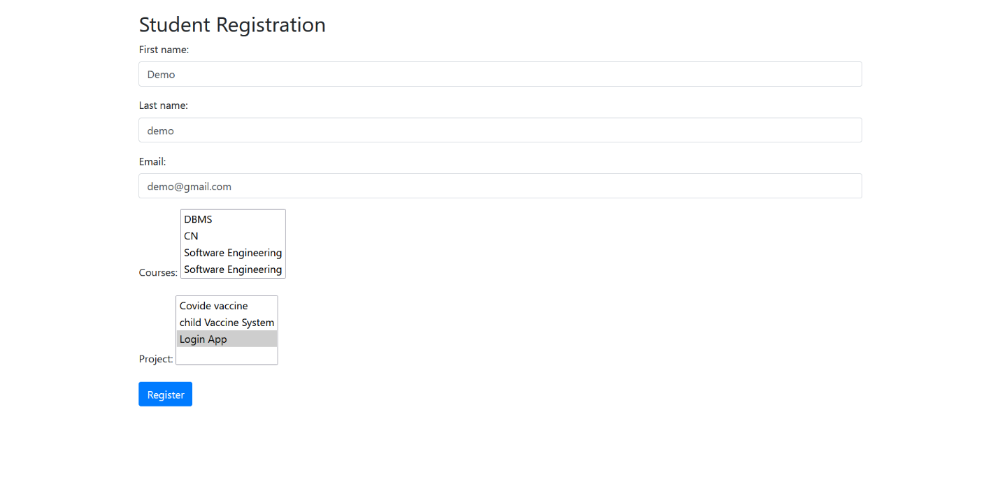 Student Registration
First name:
Demo
Last name:
demo
Email:
demo@gmail.com
DBMS
CN
Software Engineering
Courses: Software Engineering
Covide vaccine
child Vaccine System
Login App
Project:
Register